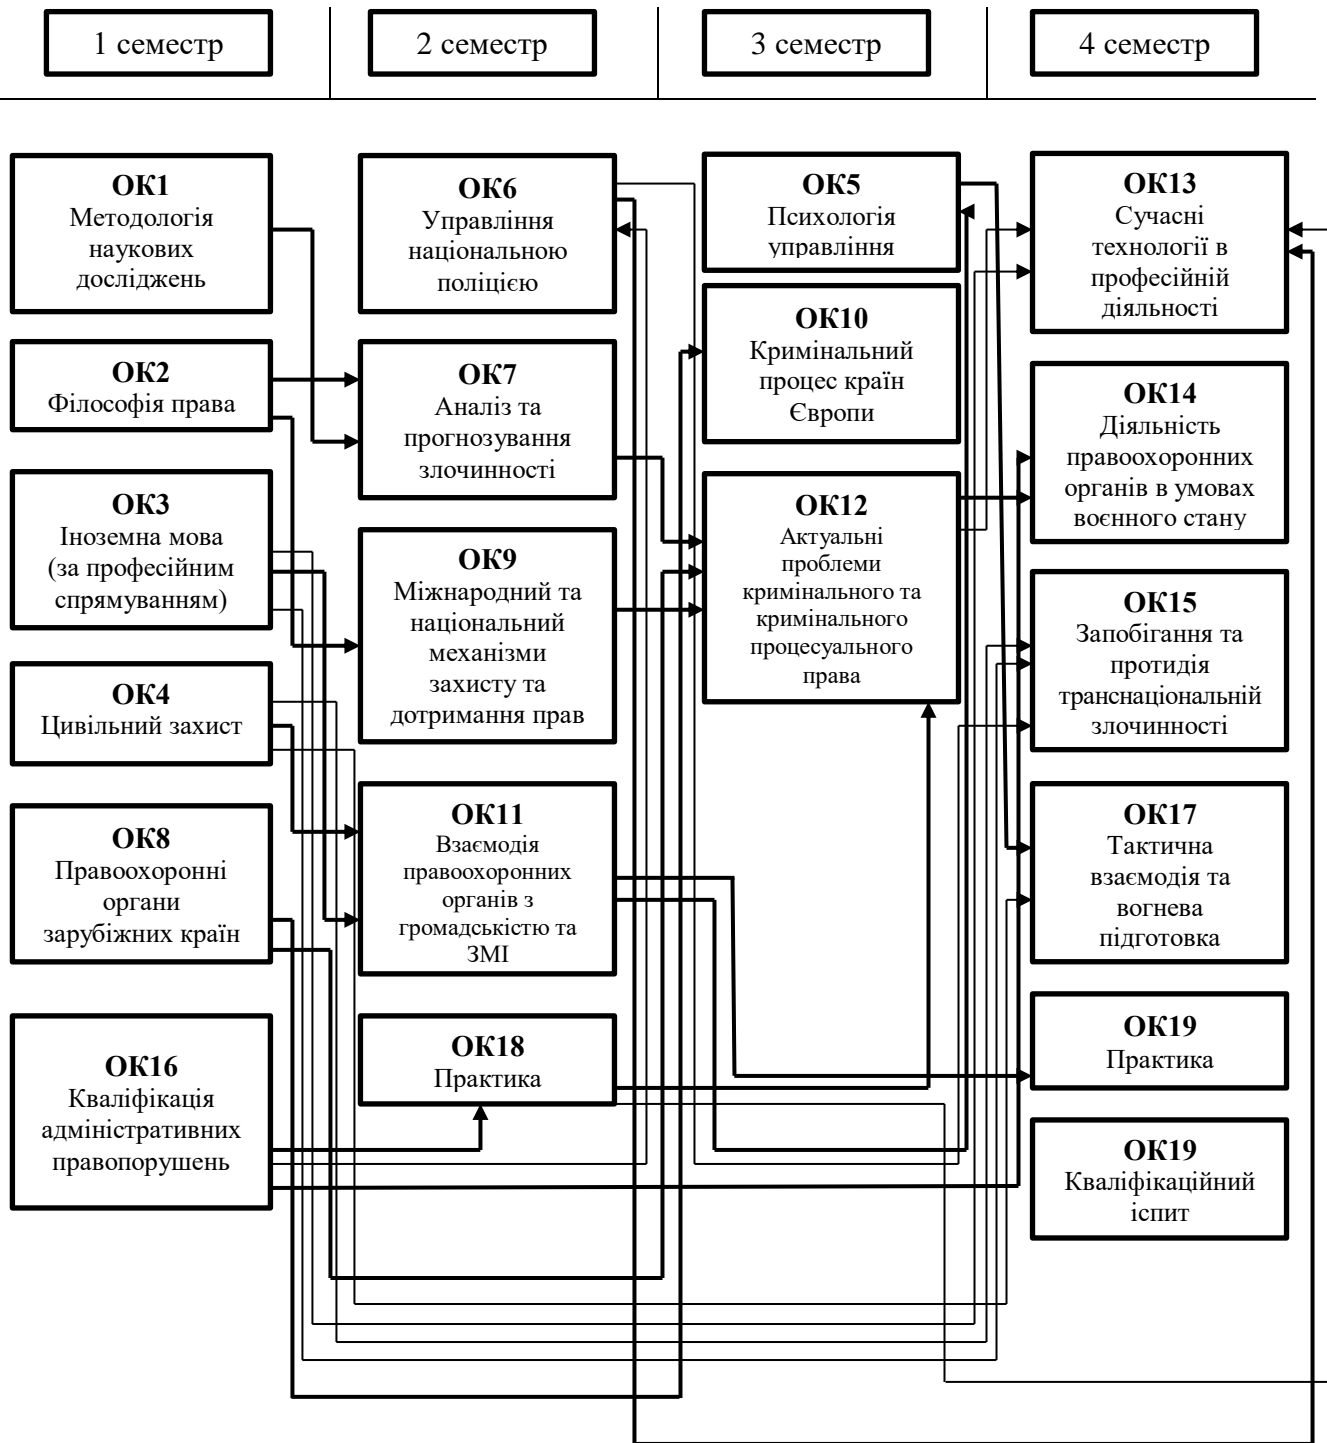 1 семестр
2 семестр
3 семестр
4 семестр
ОК1
Методологія
наукових
досліджень
ОК2
Філософія права
ОК3
Іноземна мова
(за професійним
спрямуванням)
ОК4
Цивільний захист
ОК8
Правоохоронні
органи
зарубіжних країн
ОК16
Кваліфікація
адміністративних
правопорушень
ОК6
Управління
національною
поліцією
ОК7
Аналіз та
прогнозування
злочинності
ОК9
Міжнародний та
національний
механізми
захисту та
дотримання прав
ОК11
Взаємодія
правоохоронних
органів з
громадськістю та
ЗМІ
ОК18
Практика
ОК5
Психологія
управління
ОК10
Кримінальний
процес країн
Європи
ОК12
Актуальні
проблеми
кримінального та
кримінального
процесуального
права
ОК13
Сучасні
технології в
професійній
діяльності
ОК14
Діяльність
правоохоронних
органів в умовах
воєнного стану
ОК15
Запобігання та
протидія
транснаціональній
злочинності
ОК17
Тактична
взаємодія та
вогнева
підготовка
ОК19
Практика
ОК19
Кваліфікаційний
іспит